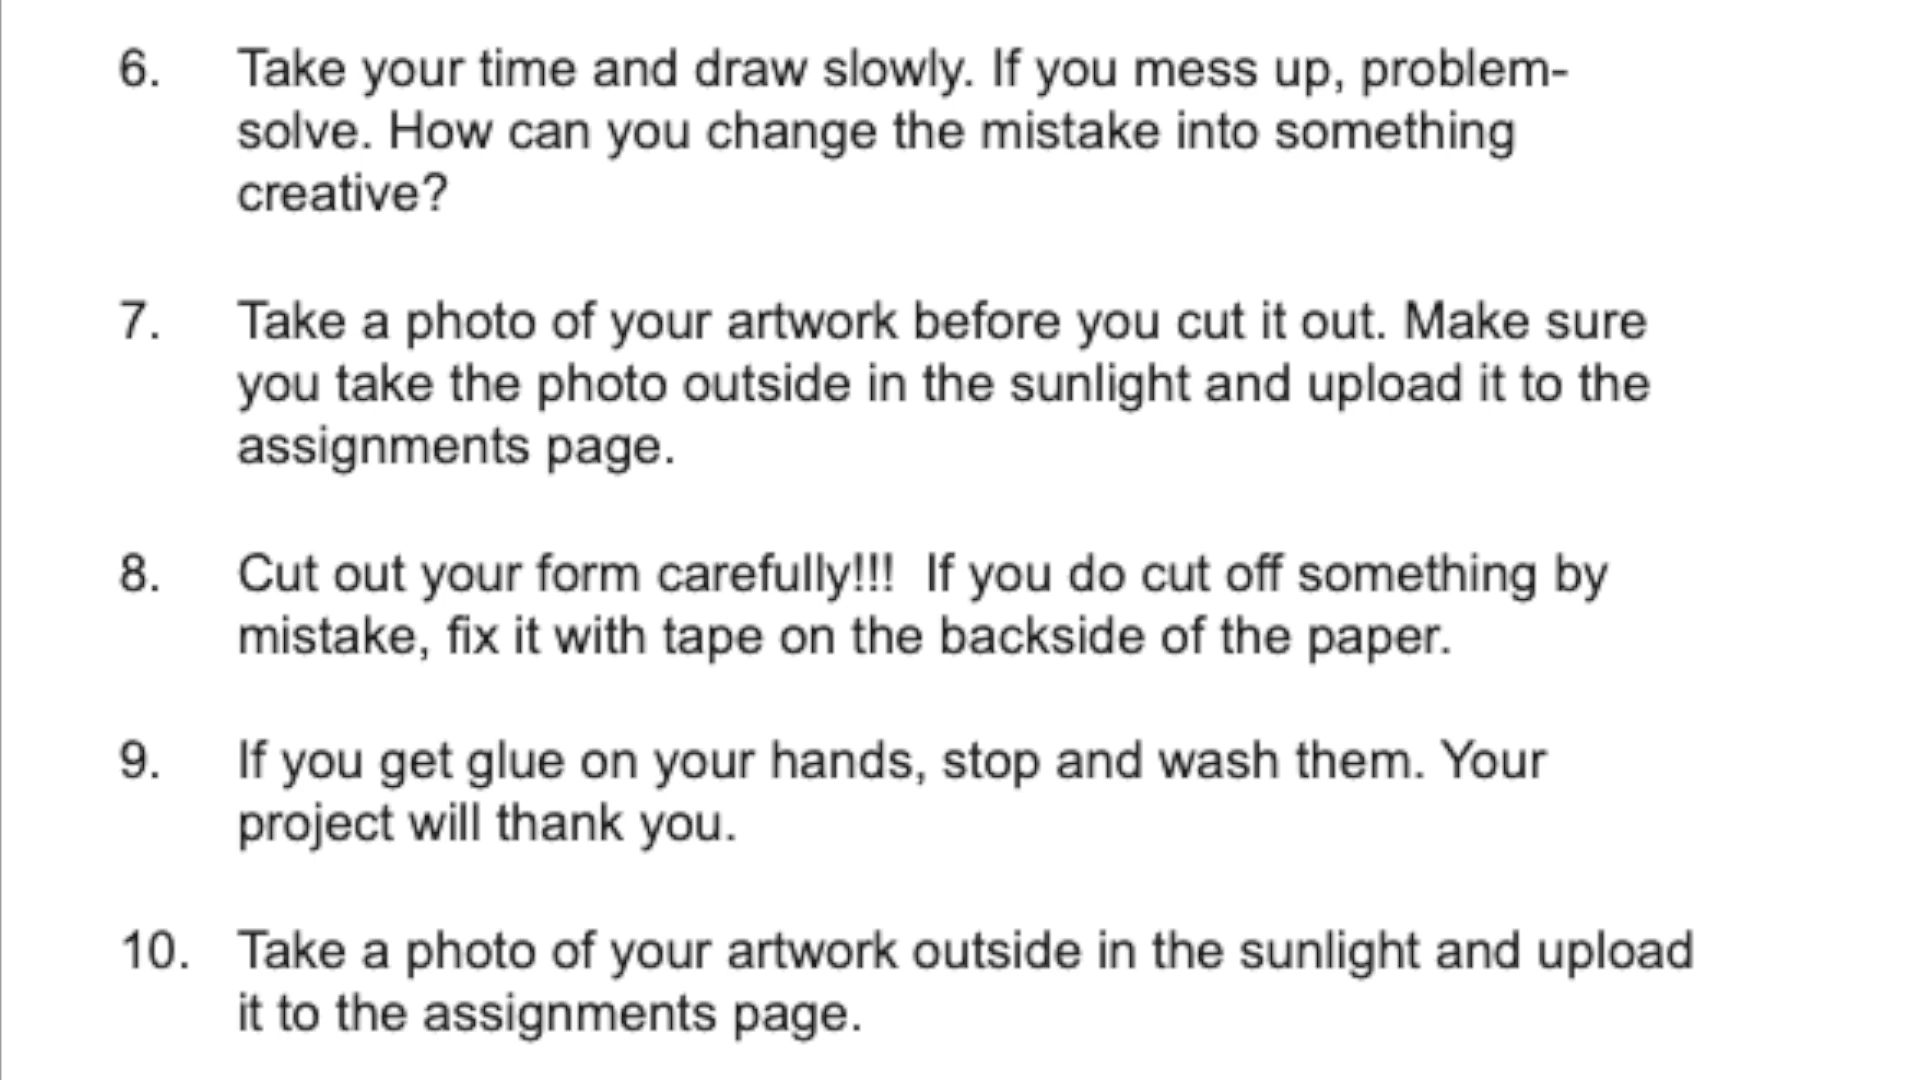 6. Take your time and draw slowly. If you mess up, problem-
solve. How can you change the mistake into something
creative?
7. Take a photo of your artwork before you cut it out. Make sure
you take the photo outside in the sunlight and upload it to the
assignments page.
8. Cut out your form carefully!!!  If you do cut off something by
mistake, fix it with tape on the backside of the paper.
9. If you get glue on your hands, stop and wash them. Your
project will thank you.
10. Take a photo of your artwork outside in the sunlight and upload
it to the assignments page.